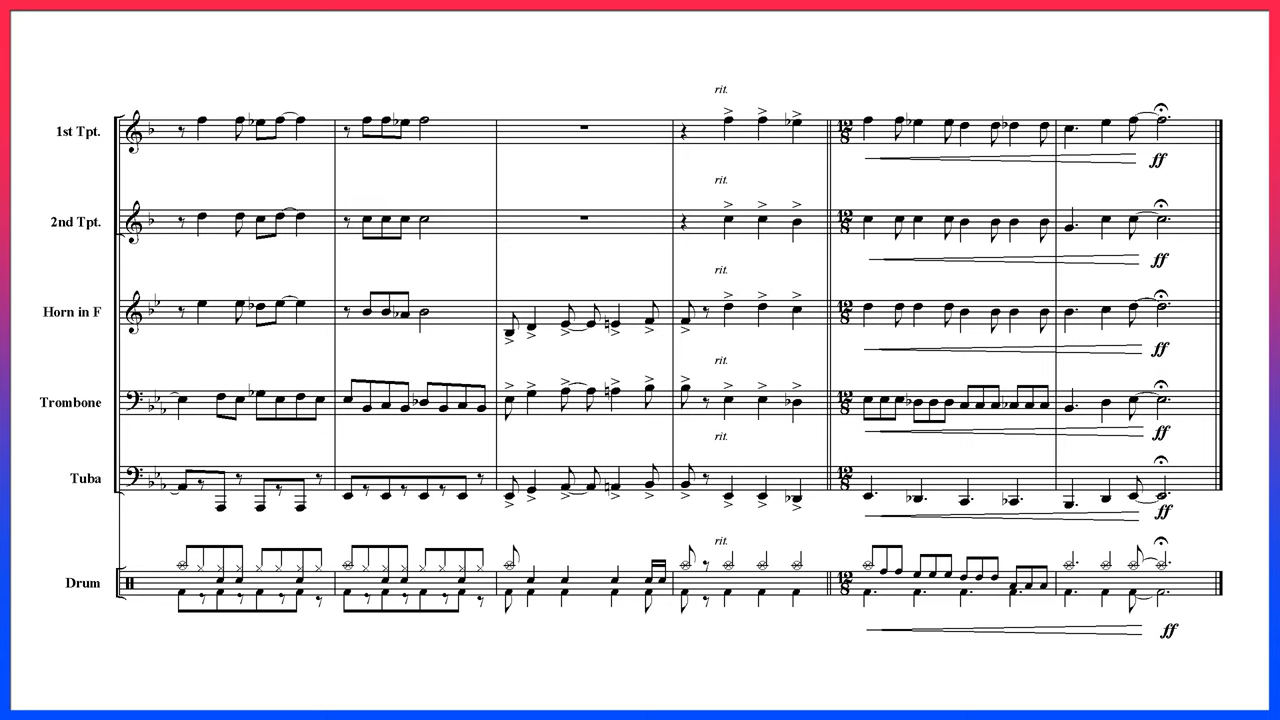 rit.
1st Tpt.
12
8
ff
rit.
2nd Tpt.
12
8
ff
rit.
Horn in F
12
8
ff
rit.
Trombone
12
8
ff
rit.
Tuba
12
8
ff
rit.
Drum
12
8
ff